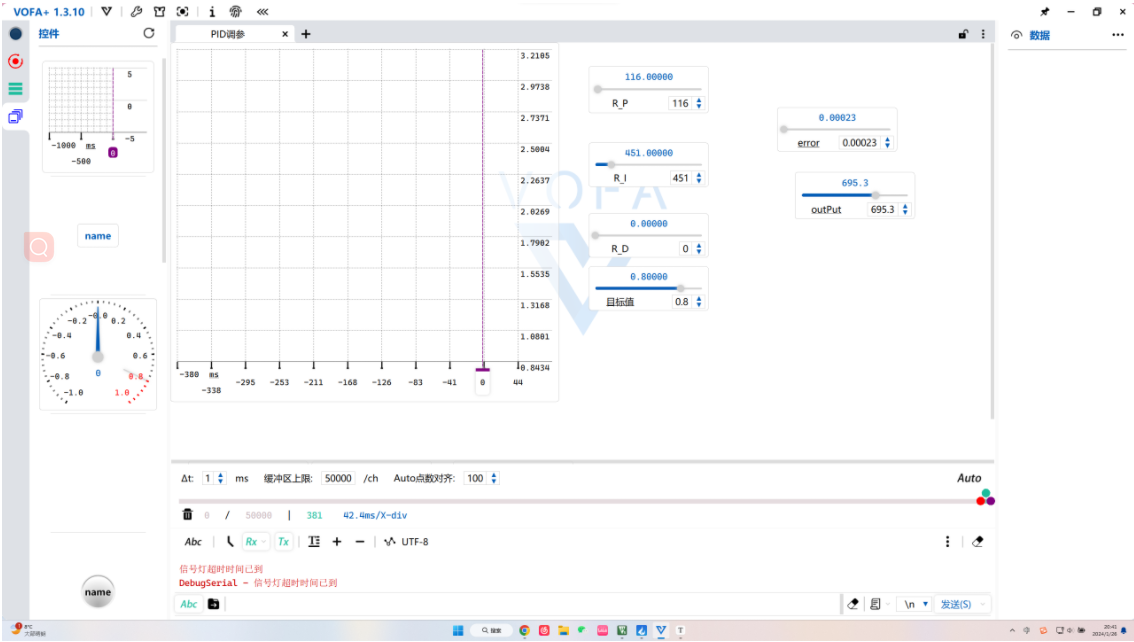 VOFA+ 1.3.10
控件
PID调参
数据
5
0
-5
-1000 ms
0
-500
name
-0.0
-0.2 0.2
-0.4 0.4
-0.6 0.6
-0.8 0 0.8
-1.0 1.0
name
3.2105
2.9738
2.7371
2.5004
2.2637
2.0269
1.7902
1.5535
1.3168
1.0801
0.8434
-380 ms
-338
-295 -253 -211 -168 -126 -83 -41 0 44
VOFA
116.00000
R_P 116
451.00000
R_I 451
0.00000
R_D 0
0.80000
目标值 0.8
0.00023
error 0.00023
695.3
outPut 695.3
Δt: 1 ms 缓冲区上限: 50000 /ch Auto点数对齐: 100 Auto
0 / 50000 | 381 42.4ms/X-div
Abc Rx Tx UTF-8
信号灯超时时间已到
DebugSerial - 信号灯超时时间已到
Abc \n 发送(S)
8°C
大部晴朗
搜索
20:41
2024/1/26